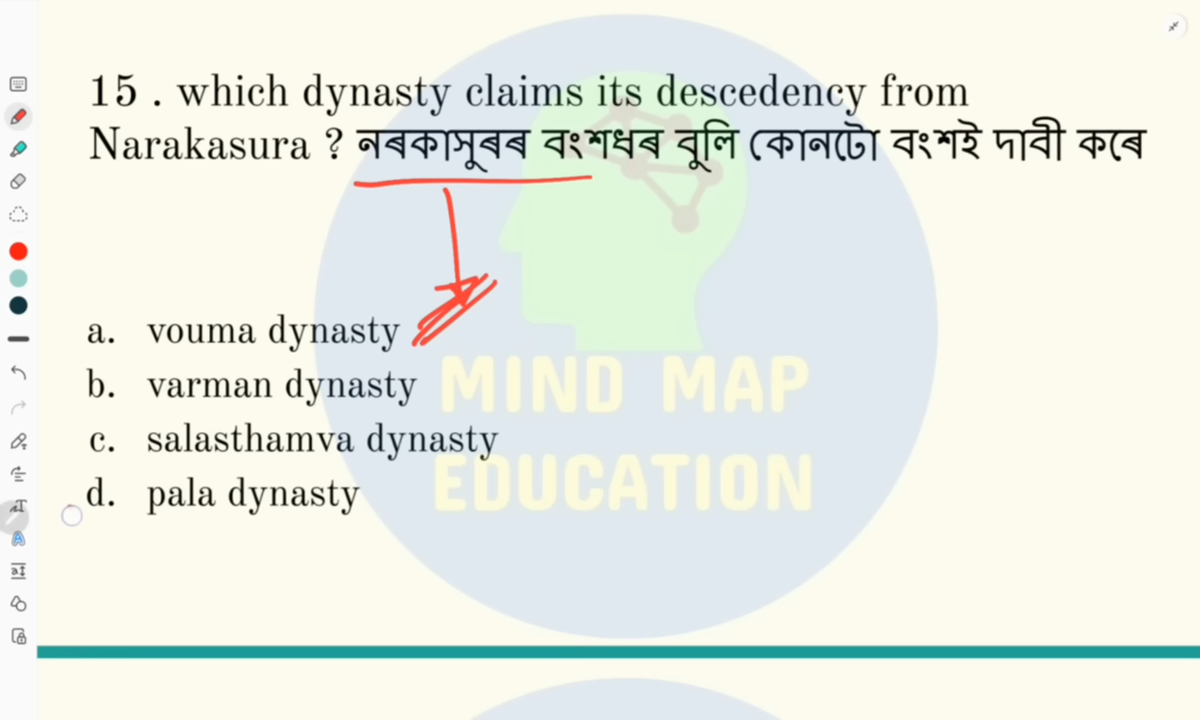 15 . which dynasty claims its descedency from
Narakasura ? নৰকাসূৰৰ বংশধৰ বুলি কোনটো বংশই দাবী কৰে
a. vouma dynasty
b. varman dynasty
c. salasthamva dynasty
d. pala dynasty
MIND MAP
EDUCATION